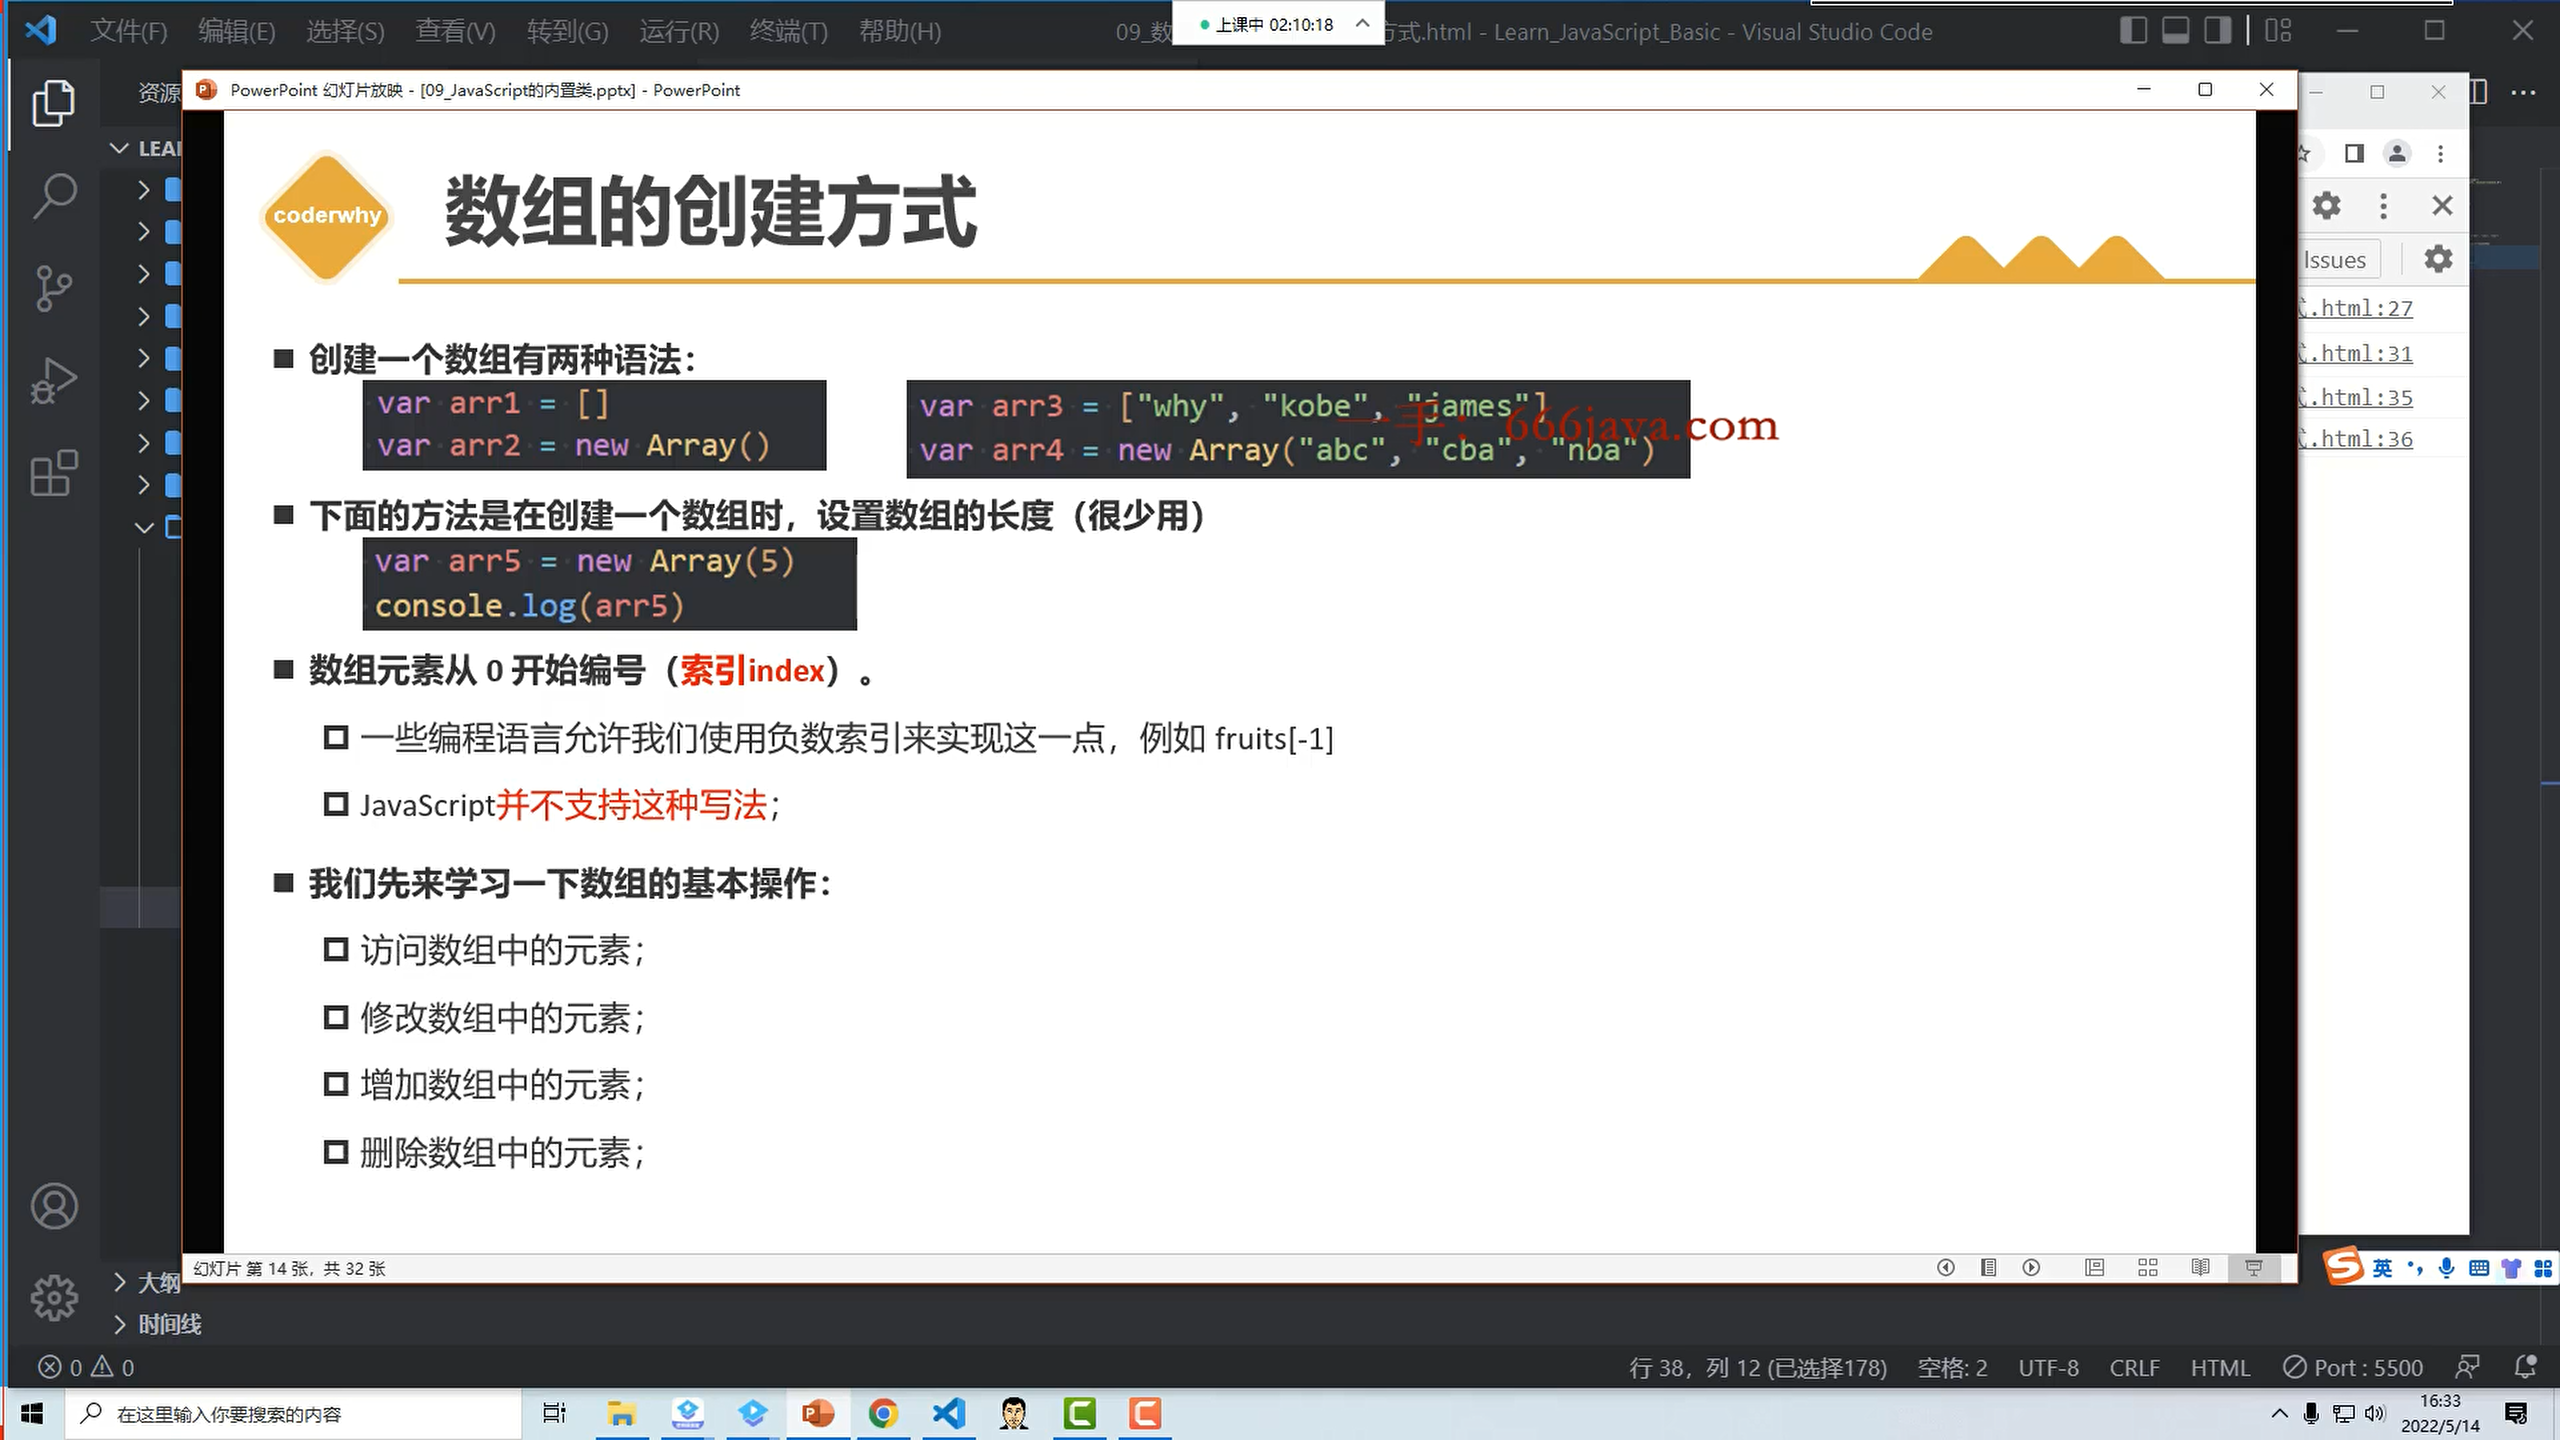 文件(F) 编辑(E) 选择(S) 查看(V) 转到(G) 运行(R) 终端(T) 帮助(H)
09_数
上课中 02:10:18
方式.html - Learn_JavaScript_Basic - Visual Studio Code
资源
PowerPoint 幻灯片放映 - [09_JavaScript的内置类.pptx] - PowerPoint
coderwhy
数组的创建方式
Issues
.html:27
.html:31
.html:35
.html:36
创建一个数组有两种语法：
var arr1 = []
var arr2 = new Array()
var arr3 = ["why", "kobe", "james"]
var arr4 = new Array("abc", "cba", "nba")
一手：666java.com
下面的方法是在创建一个数组时，设置数组的长度（很少用）
var arr5 = new Array(5)
console.log(arr5)
数组元素从 0 开始编号（索引index）。
一些编程语言允许我们使用负数索引来实现这一点，例如 fruits[-1]
JavaScript并不支持这种写法；
我们先来学习一下数组的基本操作：
访问数组中的元素；
修改数组中的元素；
增加数组中的元素；
删除数组中的元素；
幻灯片 第 14 张，共 32 张
英
大纲
时间线
0 0
行 38，列 12 (已选择178) 空格: 2 UTF-8 CRLF HTML Port : 5500
在这里输入你要搜索的内容
16:33
2022/5/14